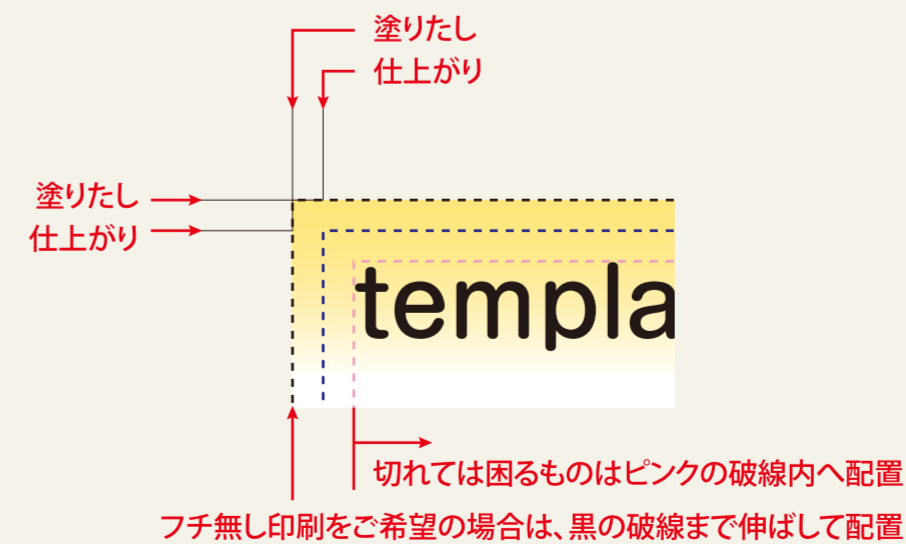 塗りたし
仕上がり
塗りたし
仕上がり
templa
切れては困るものはピンクの破線内へ配置
フチ無し印刷をご希望の場合は、黒の破線まで伸ばして配置